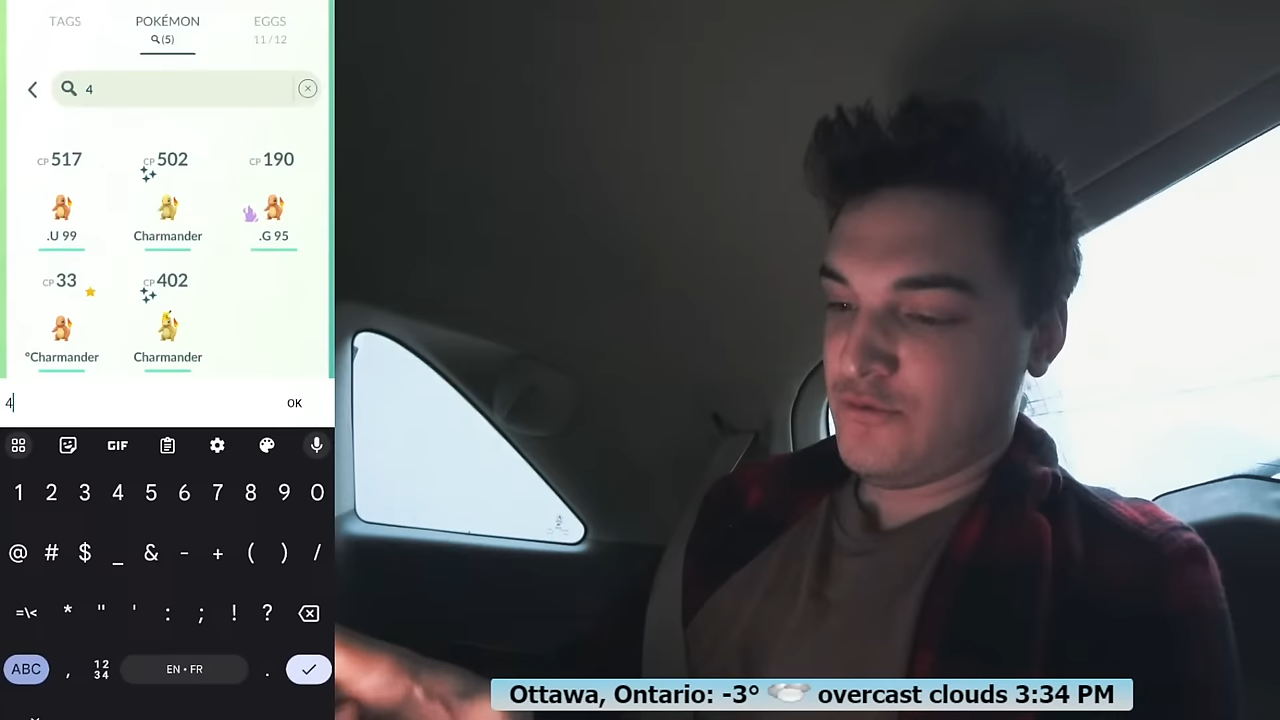 TAGS
POKÉMON
(5)
EGGS
11/12
4
CP 517
CP 502
CP 190
.U 99
Charmander
.G 95
CP 33
CP 402
°Charmander
Charmander
4
OK
GIF
1 2 3 4 5 6 7 8 9 0
@ # $ _ & - + ( ) /
=\< * " ' : ; ! ?
ABC , 12 34 EN • FR .
Ottawa, Ontario: -3° overcast clouds 3:34 PM